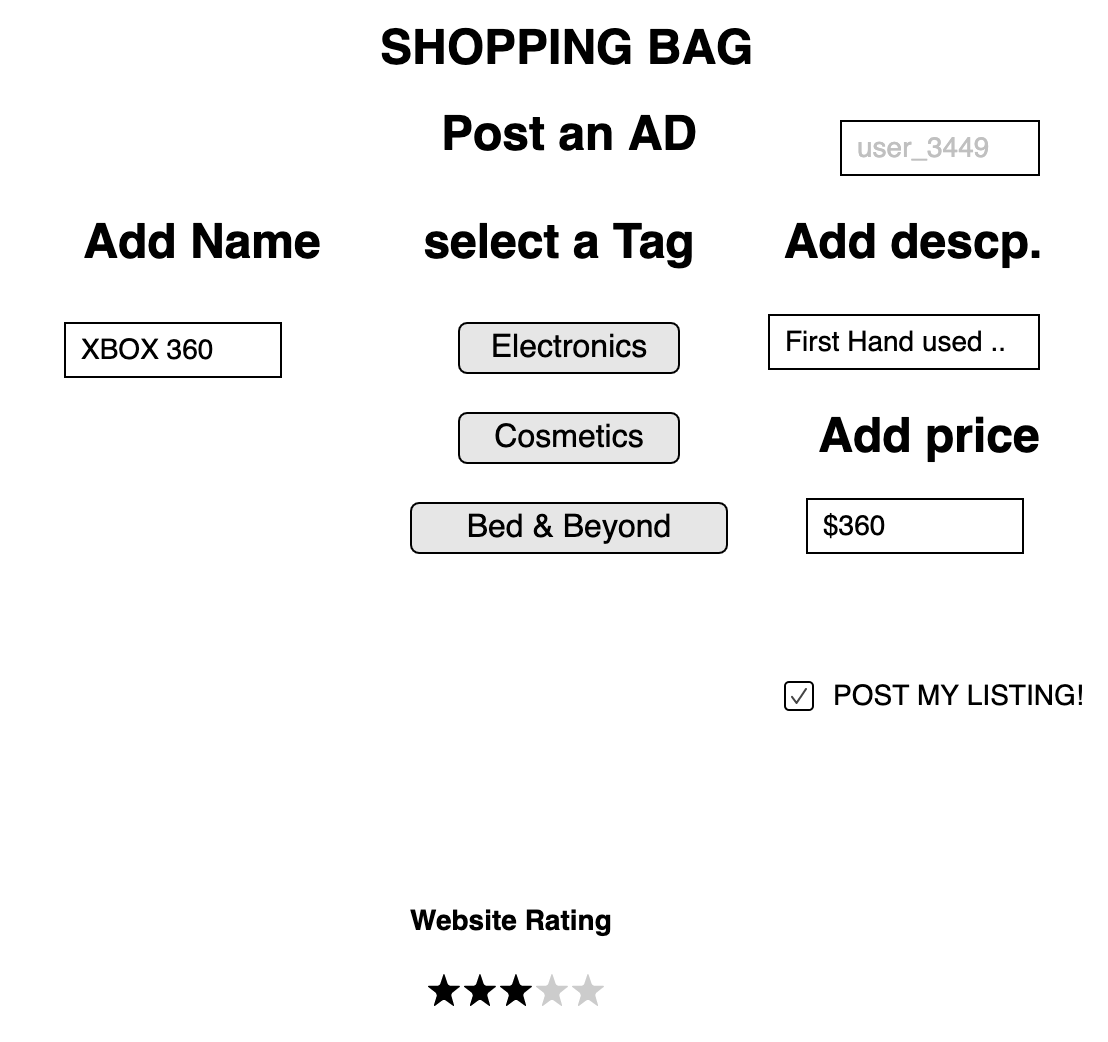 SHOPPING BAG
Post an AD
user_3449
Add Name
select a Tag
Add descp.
XBOX 360
Electronics
First Hand used ..
Cosmetics
Add price
Bed & Beyond
$360
POST MY LISTING!
Website Rating